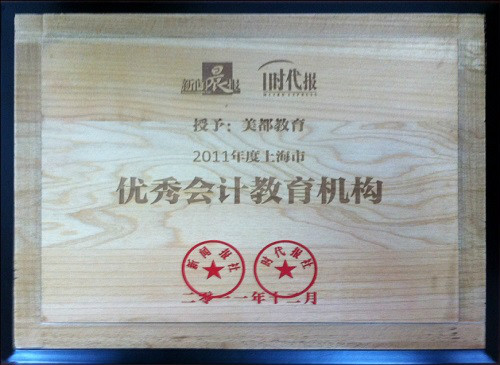 新闻晨报 时代报
METRO EXPRESS
授予：美都教育
2011年度上海市
优秀会计教育机构
新闻报社 时代报社
二零一一年十二月